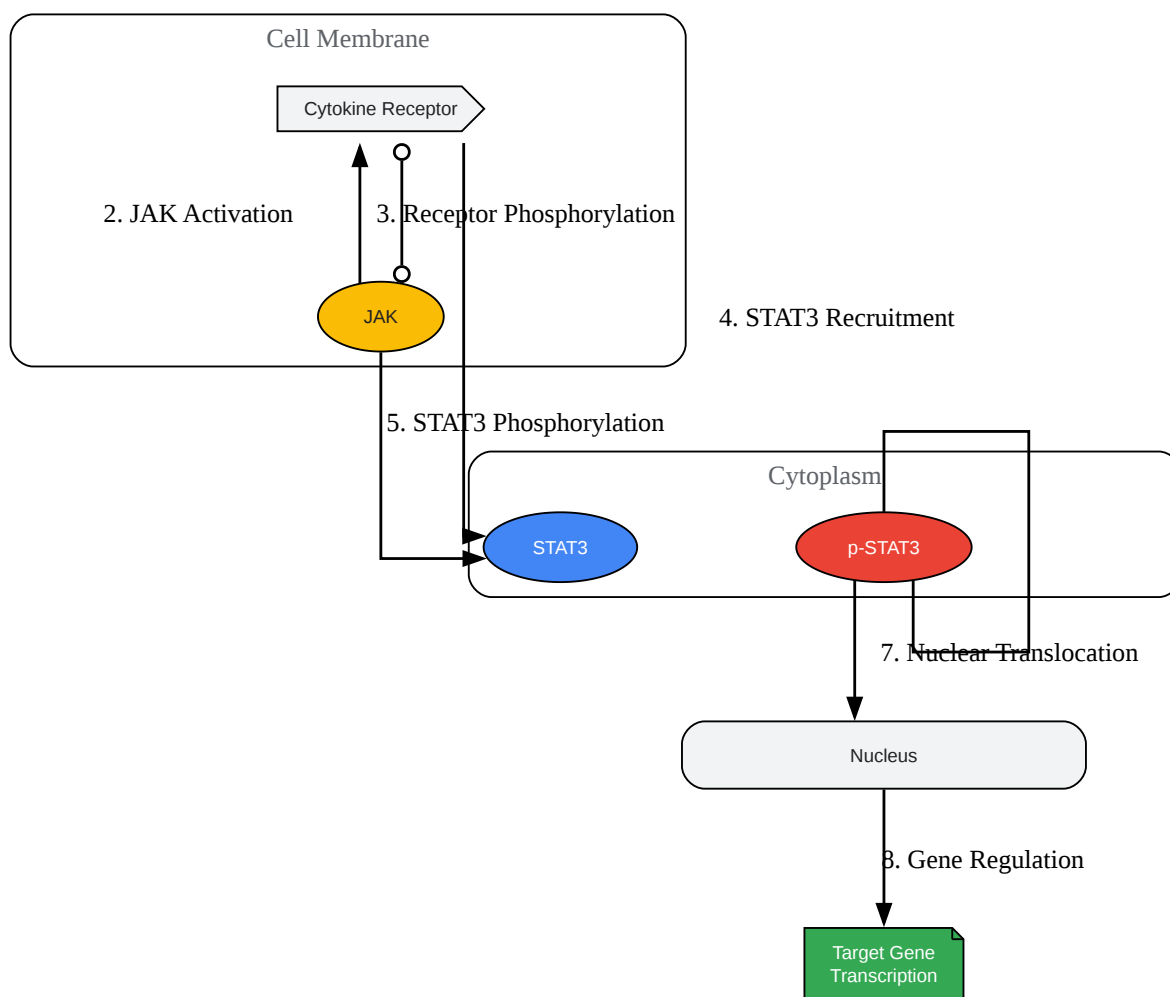 Cell Membrane
Cytokine Receptor
2. JAK Activation
3. Receptor Phosphorylation
JAK
4. STAT3 Recruitment
5. STAT3 Phosphorylation
Cytoplasm
STAT3
p-STAT3
7. Nuclear Translocation
Nucleus
8. Gene Regulation
Target Gene
Transcription